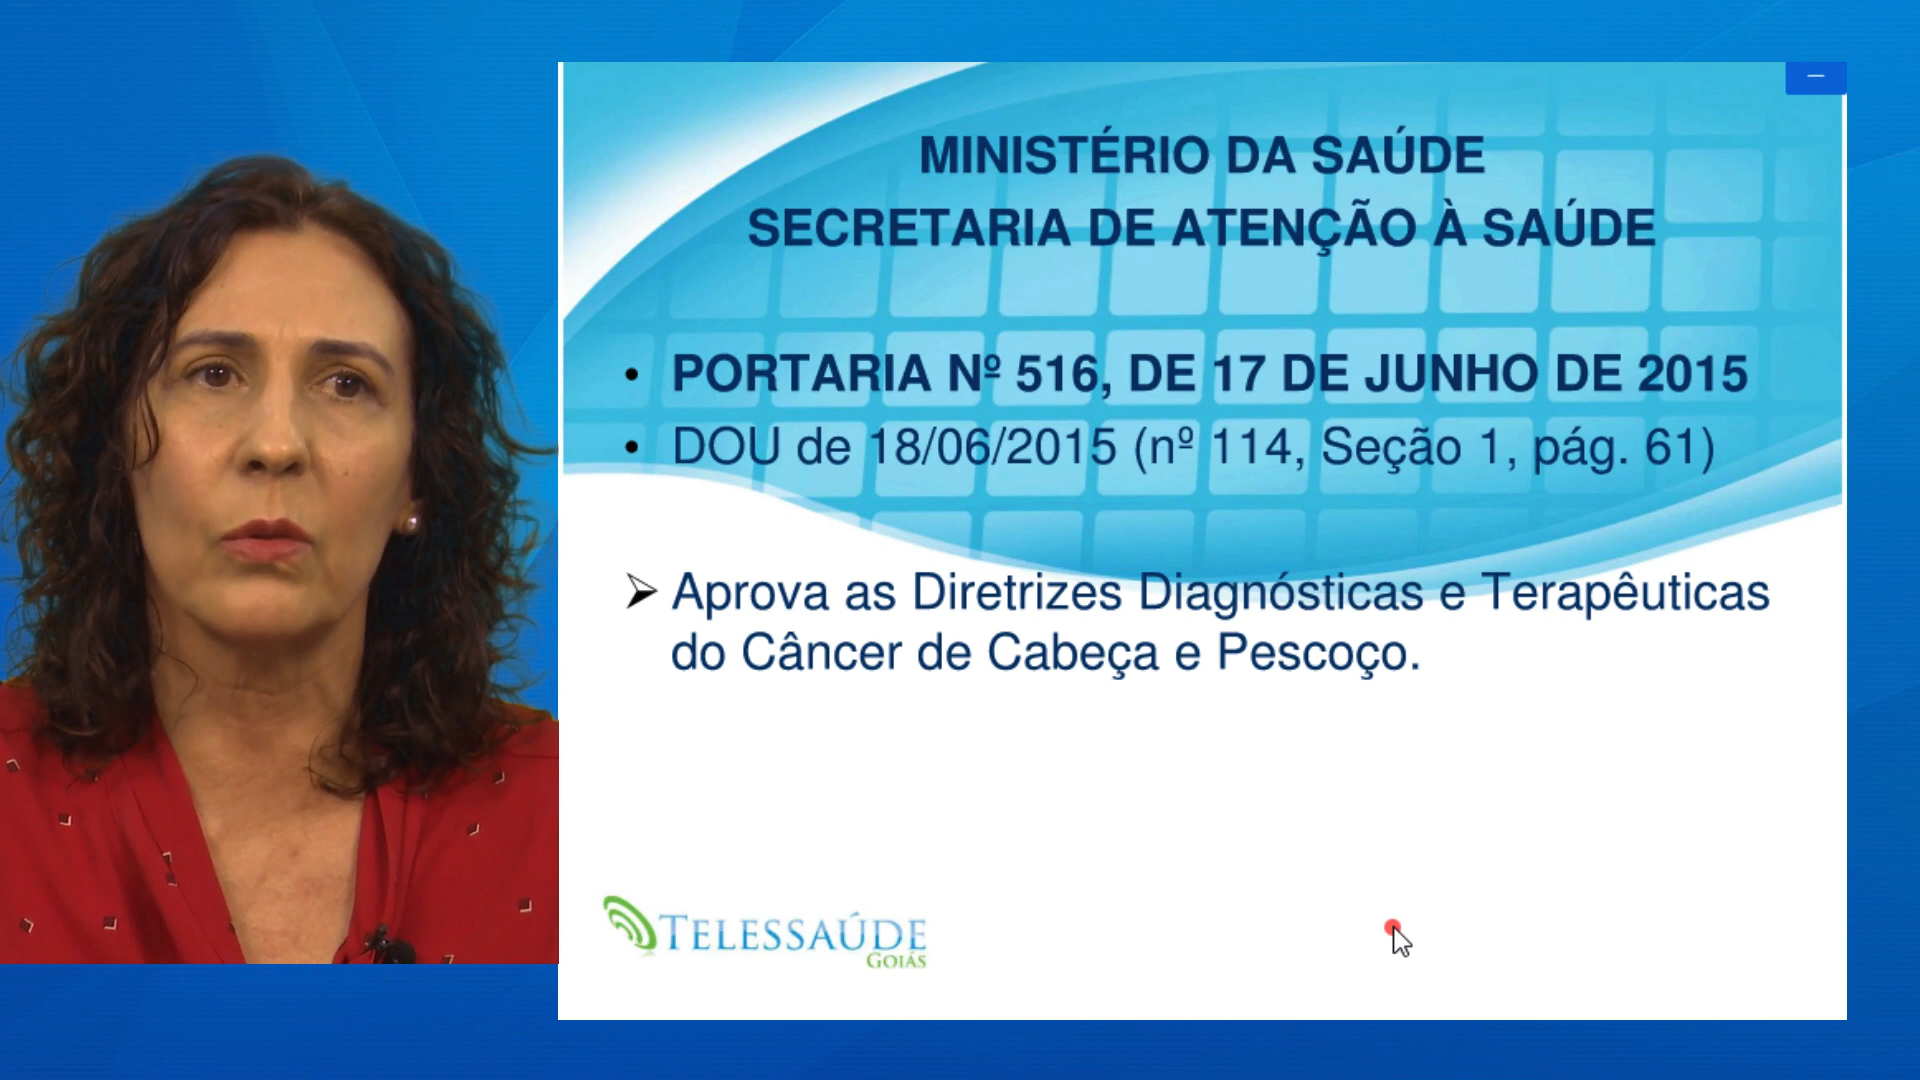 MINISTÉRIO DA SAÚDE
SECRETARIA DE ATENÇÃO À SAÚDE
• PORTARIA Nº 516, DE 17 DE JUNHO DE 2015
• DOU de 18/06/2015 (nº 114, Seção 1, pág. 61)
➢ Aprova as Diretrizes Diagnósticas e Terapêuticas
do Câncer de Cabeça e Pescoço.
TELESSAÚDE
GOIÁS